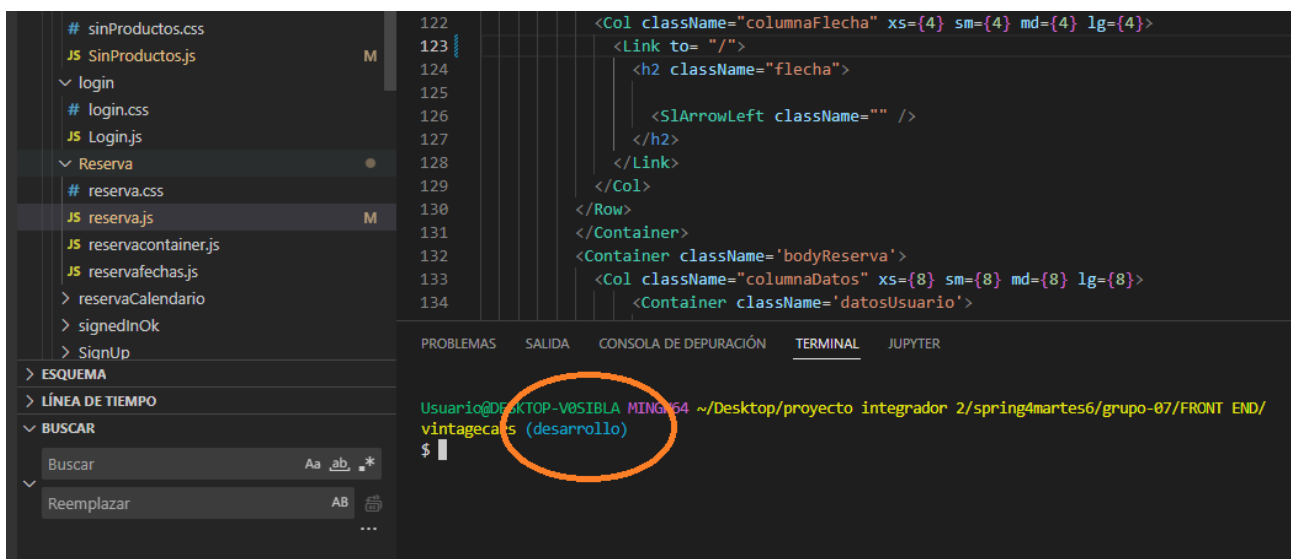 # sinProductos.css
JS SinProductos.js M
login
# login.css
JS Login.js
Reserva
# reserva.css
JS reserva.js M
JS reservacontainer.js
JS reservafechas.js
> reservaCalendario
> signedInOk
> SignUp
> ESQUEMA
> LÍNEA DE TIEMPO
BUSCAR
Buscar Aa ab .*
Reemplazar AB
...
122 <Col className="columnaFlecha" xs={4} sm={4} md={4} lg={4}>
123 <Link to= "/">
124 <h2 className="flecha">
125
126 <SlArrowLeft className="" />
127 </h2>
128 </Link>
129 </Col>
130 </Row>
131 </Container>
132 <Container className='bodyReserva'>
133 <Col className="columnaDatos" xs={8} sm={8} md={8} lg={8}>
134 <Container className='datosUsuario'>
PROBLEMAS SALIDA CONSOLA DE DEPURACIÓN TERMINAL JUPYTER
Usuario@DESKTOP-V0SIBLA MINGW64 ~/Desktop/proyecto integrador 2/spring4martes6/grupo-07/FRONT END/
vintagecars (desarrollo)
$